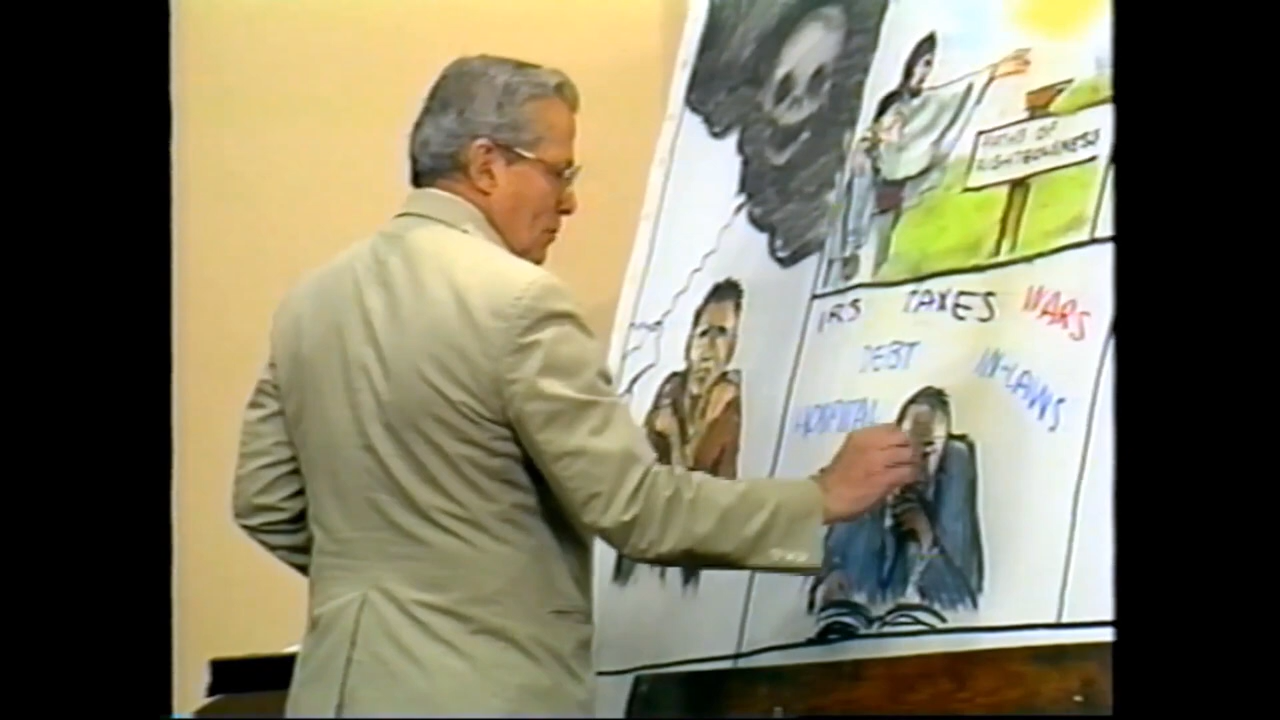 PATHS OF
RIGHTEOUSNESS
IRS TAXES WARS
DEBT IN-LAWS
HOSPITAL